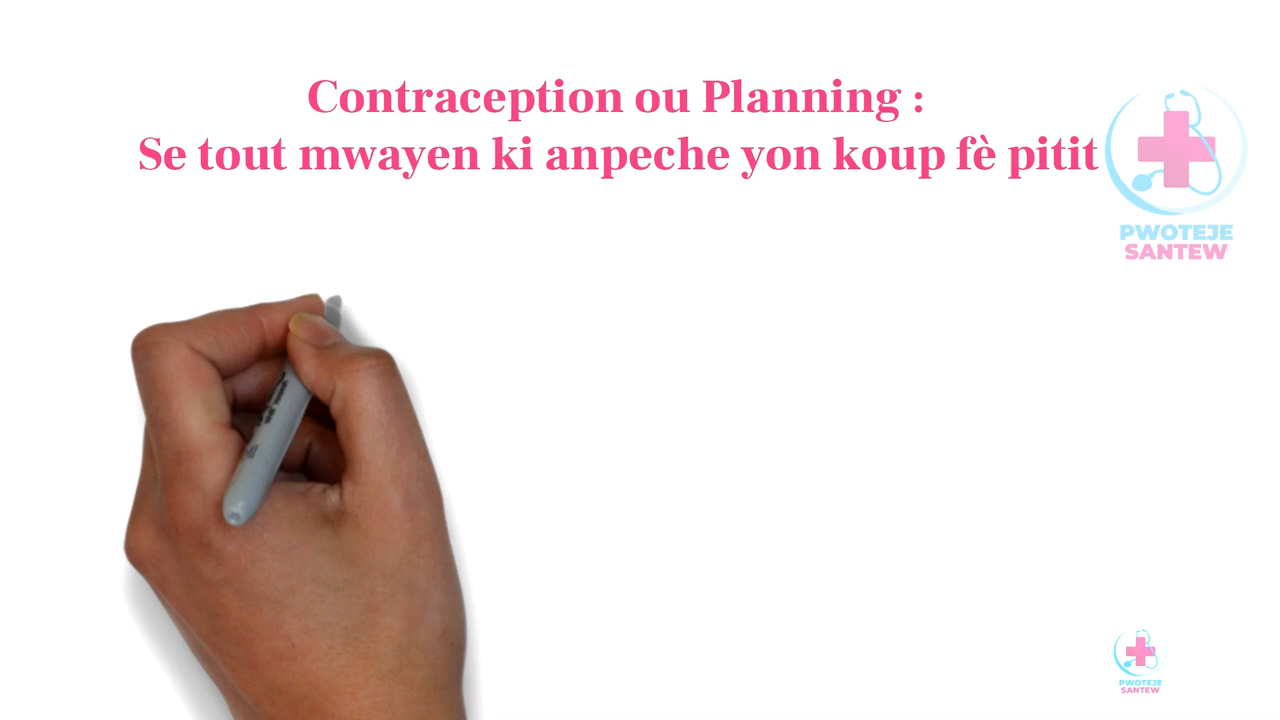 Contraception ou Planning :
Se tout mwayen ki anpeche yon koup fè pitit
PWOTEJE
SANTEW
PWOTEJE
SANTEW